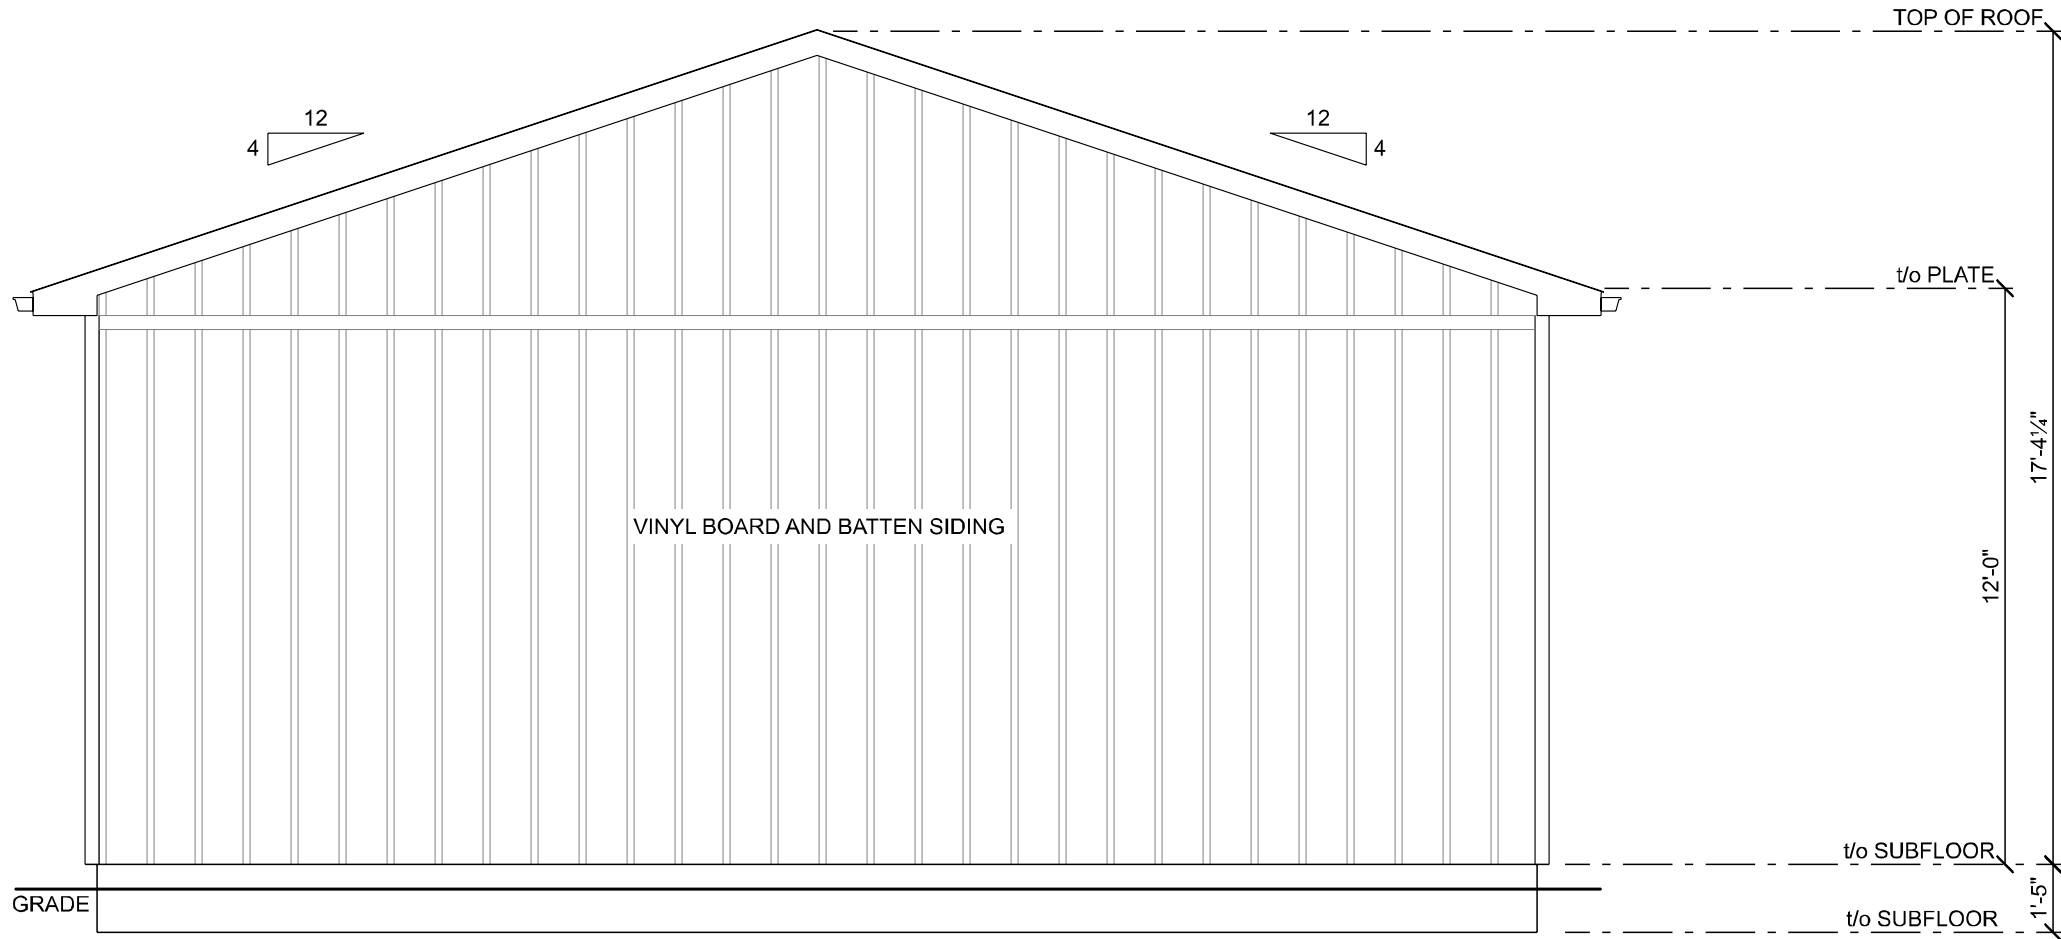 TOP OF ROOF
12
4
12
4
t/o PLATE
17'-4¼"
VINYL BOARD AND BATTEN SIDING
12'-0"
t/o SUBFLOOR
1'-5"
GRADE
t/o SUBFLOOR